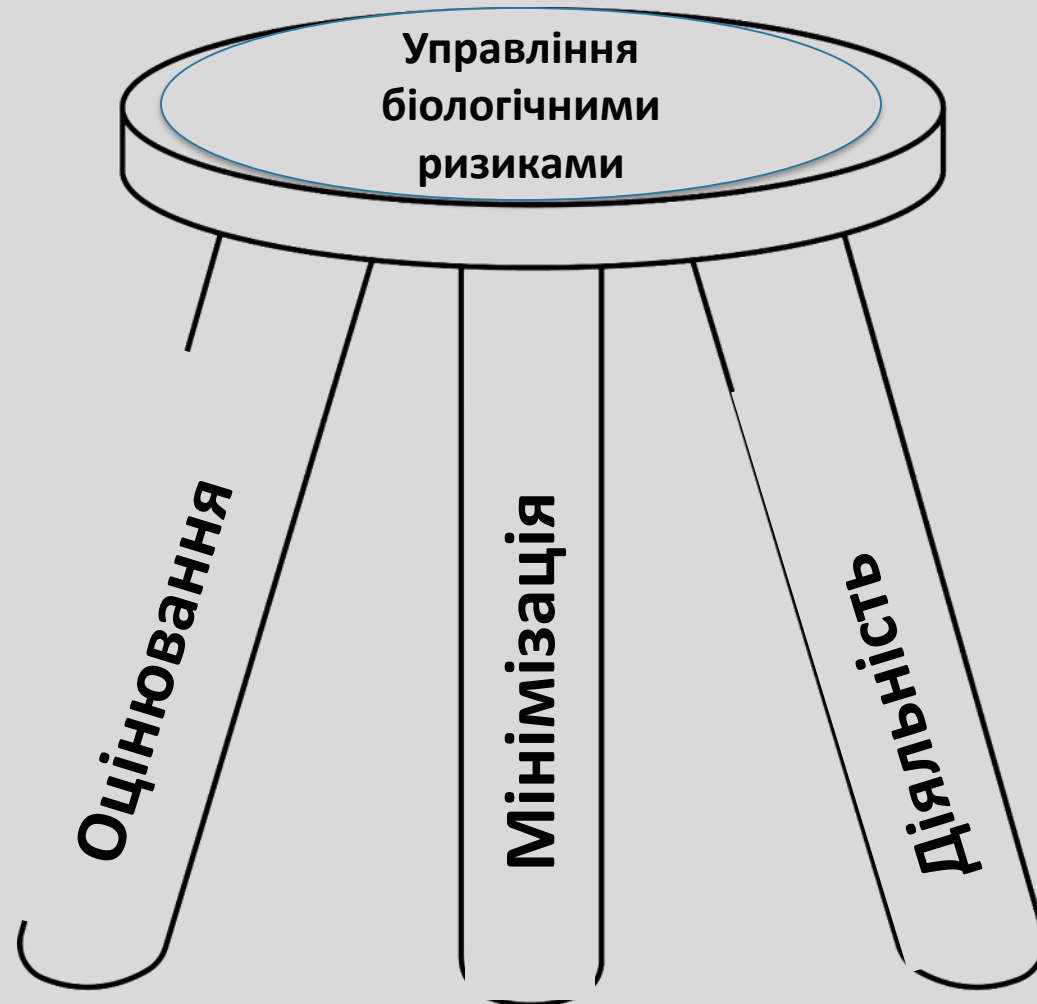 Управління
біологічними
ризиками
Оцінювання
Мінімізація
Діяльність